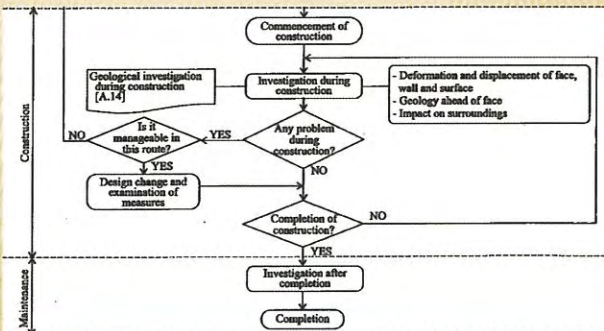 Commencement of
construction
Geological investigation
during construction
[A.14]
Investigation during
construction
- Deformation and displacement of face,
wall and surface
- Geology ahead of face
- Impact on surroundings
Construction
NO
Is it
manageable in
this route?
YES
Any problem
during
construction?
YES
NO
Design change and
examination of
measures
Completion of
construction?
NO
YES
Maintenance
Investigation after
completion
Completion